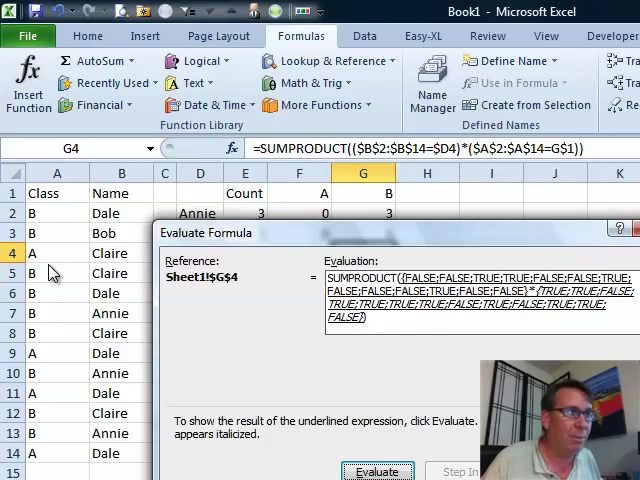 Book1 - Microsoft Excel
File Home Insert Page Layout Formulas Data Easy-XL Review View
fx Σ AutoSum Logical Lookup & Reference Define Name
Insert Function Recently Used Text Math & Trig Name Manager Use in Formula
Financial Date & Time More Functions Create from Selection
Function Library Defined Names
G4 fx =SUMPRODUCT(($B$2:$B$14=$D4)*($A$2:$A$14=G$1))
A B C D E F G H I J K
1 Class Name Count A B
2 B Dale Annie 3 0 3
3 B Bob
4 A Claire
5 B Claire
6 B Dale
7 B Annie
8 B Claire
9 A Dale
10 B Annie
11 A Dale
12 B Claire
13 B Annie
14 A Dale
15
Evaluate Formula ?
Reference: Evaluation:
Sheet1!$G$4 = SUMPRODUCT({FALSE;FALSE;TRUE;TRUE;FALSE;FALSE;TRUE;
FALSE;FALSE;FALSE;TRUE;FALSE;FALSE}*{TRUE;TRUE;FALSE;
TRUE;TRUE;TRUE;TRUE;FALSE;TRUE;FALSE;TRUE;TRUE;
FALSE})
To show the result of the underlined expression, click Evaluate.
appears italicized.
Evaluate Step In